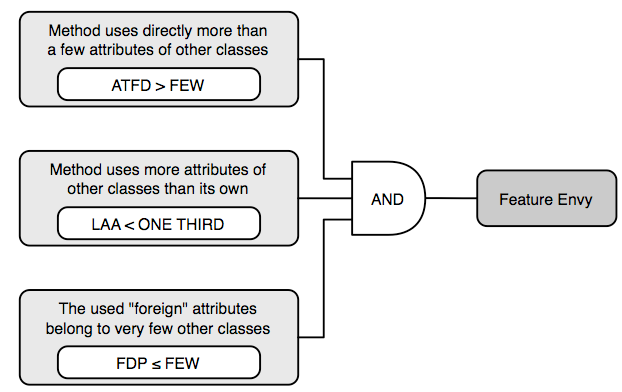 Method uses directly more than
a few attributes of other classes
ATFD > FEW
Method uses more attributes of
other classes than its own
LAA < ONE THIRD
The used "foreign" attributes
belong to very few other classes
FDP ≤ FEW
AND
Feature Envy